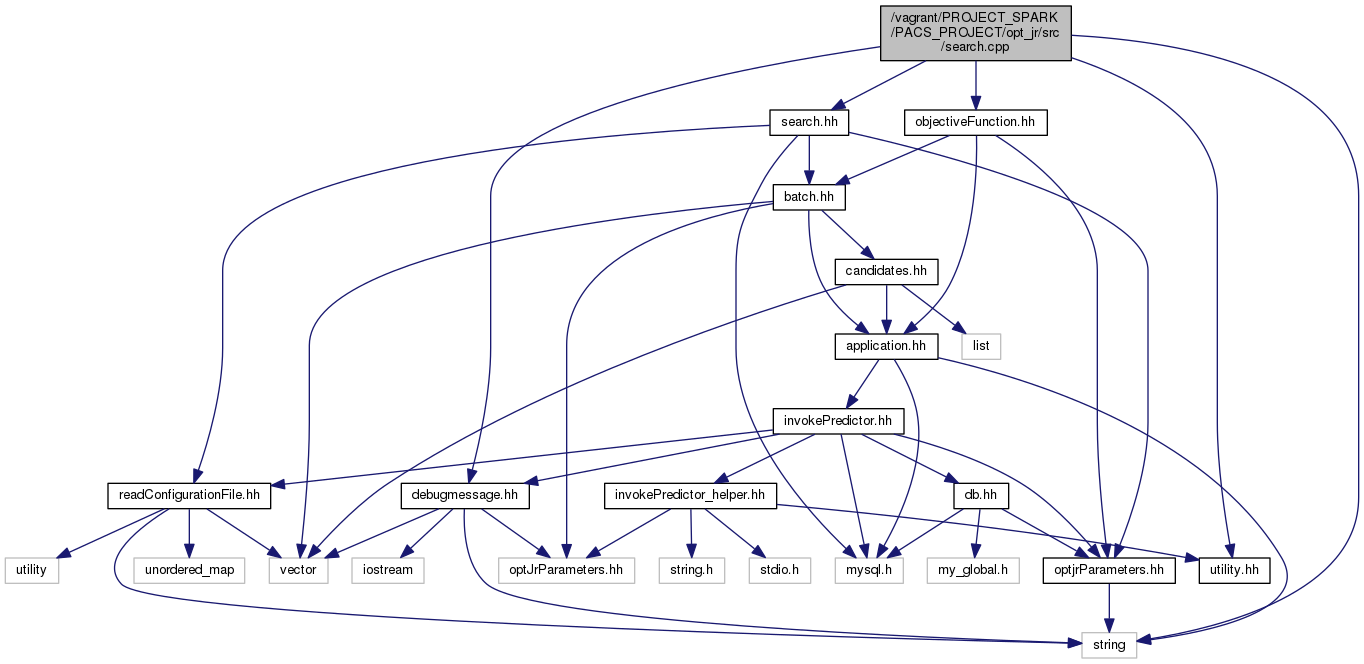 /vagrant/PROJECT_SPARK
/PACS_PROJECT/opt_jr/src
/search.cpp
search.hh
objectiveFunction.hh
batch.hh
candidates.hh
application.hh
list
invokePredictor.hh
readConfigurationFile.hh
debugmessage.hh
invokePredictor_helper.hh
db.hh
utility
unordered_map
vector
iostream
optJrParameters.hh
string.h
stdio.h
mysql.h
my_global.h
optjrParameters.hh
utility.hh
string